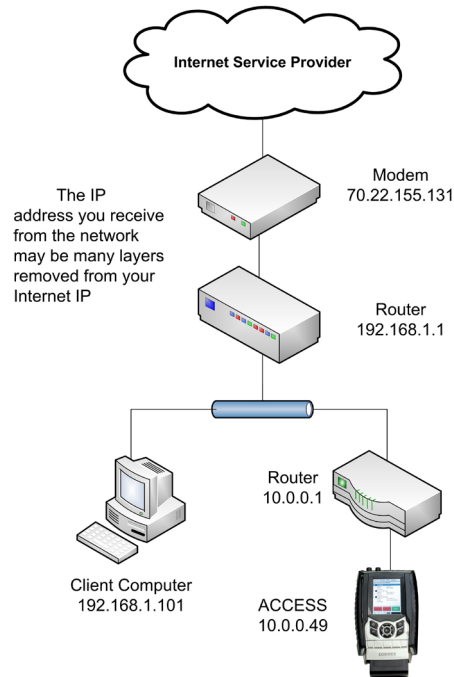 Internet Service Provider
Modem
70.22.155.131
The IP
address you receive
from the network
may be many layers
removed from your
Internet IP
Router
192.168.1.1
Router
10.0.0.1
Client Computer
192.168.1.101
ACCESS
10.0.0.49